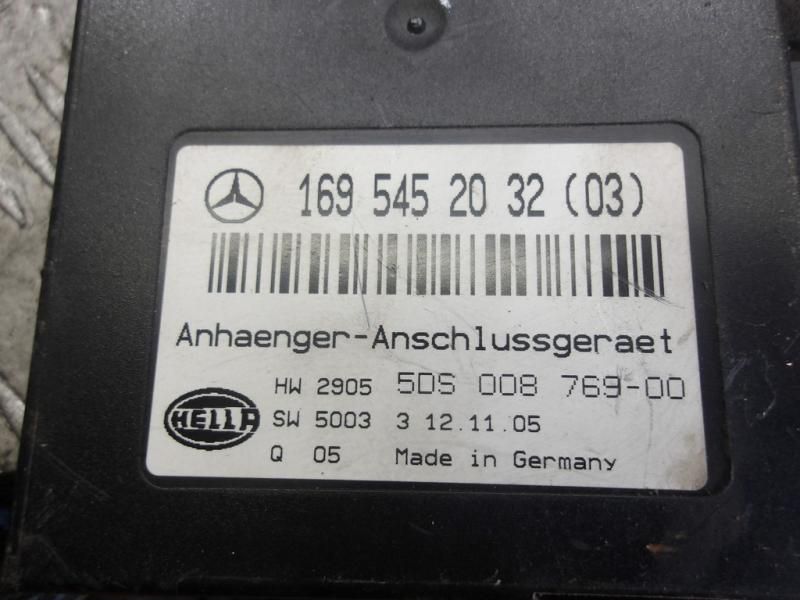 169 545 20 32 (03)
Anhaenger-Anschlussgeraet
HW 2905 5DS 008 769-00
HELLA SW 5003 3 12.11.05
Q 05 Made in Germany